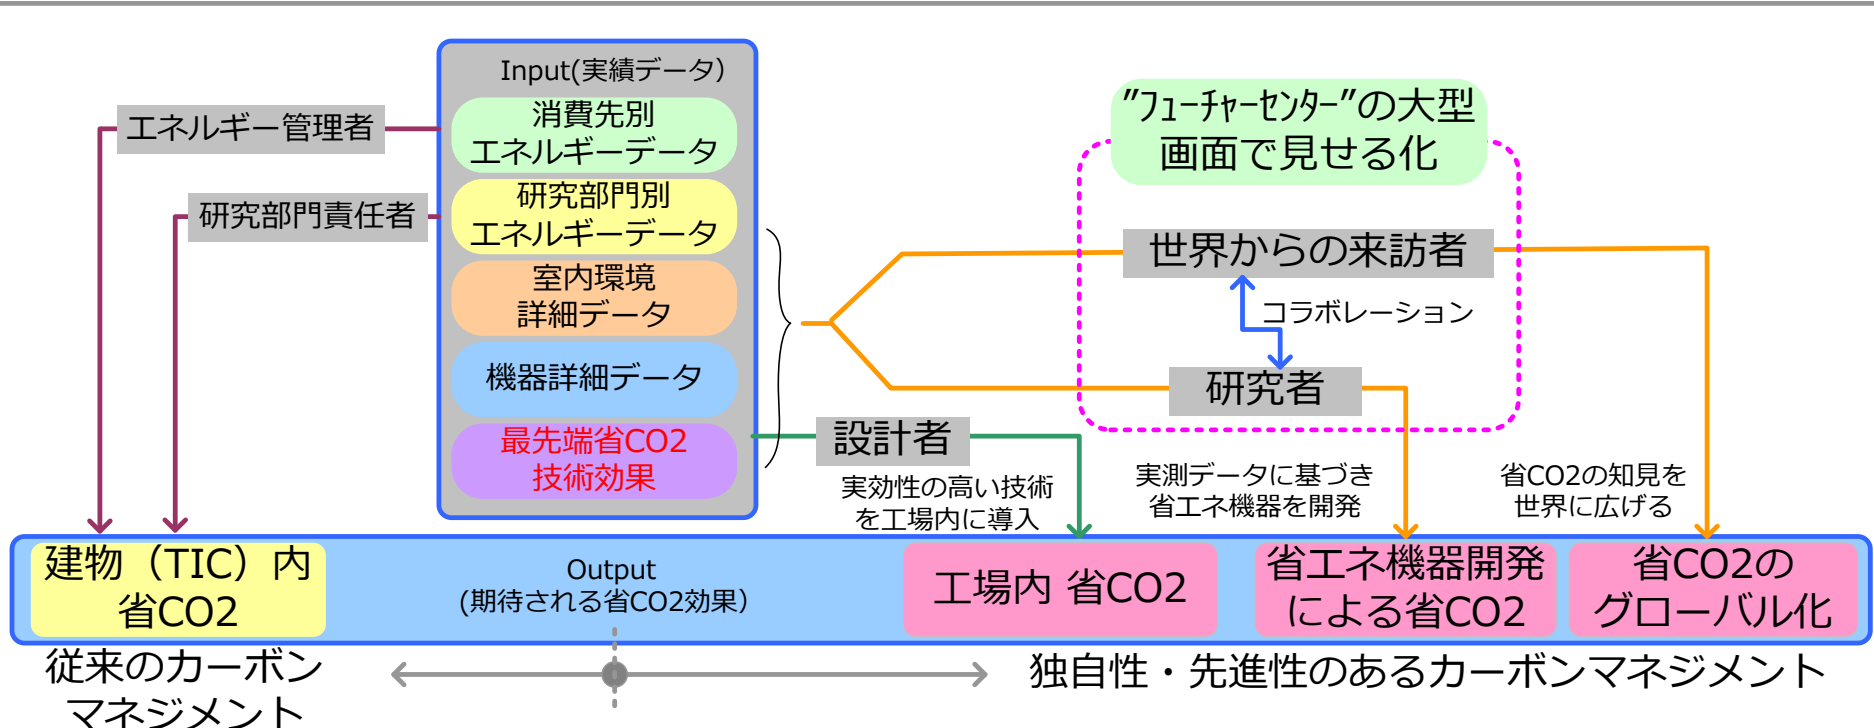 Input(実績データ)
消費先別
エネルギーデータ
研究部門別
エネルギーデータ
室内環境
詳細データ
機器詳細データ
最先端省CO2
技術効果
エネルギー管理者
研究部門責任者
”ﾌｭｰﾁｬｰｾﾝﾀｰ”の大型
画面で見せる化
世界からの来訪者
コラボレーション
研究者
設計者
実効性の高い技術
を工場内に導入
実測データに基づき
省エネ機器を開発
省CO2の知見を
世界に広げる
建物（TIC）内
省CO2
Output
(期待される省CO2効果)
工場内 省CO2
省エネ機器開発
による省CO2
省CO2の
グローバル化
従来のカーボン
マネジメント
独自性・先進性のあるカーボンマネジメント